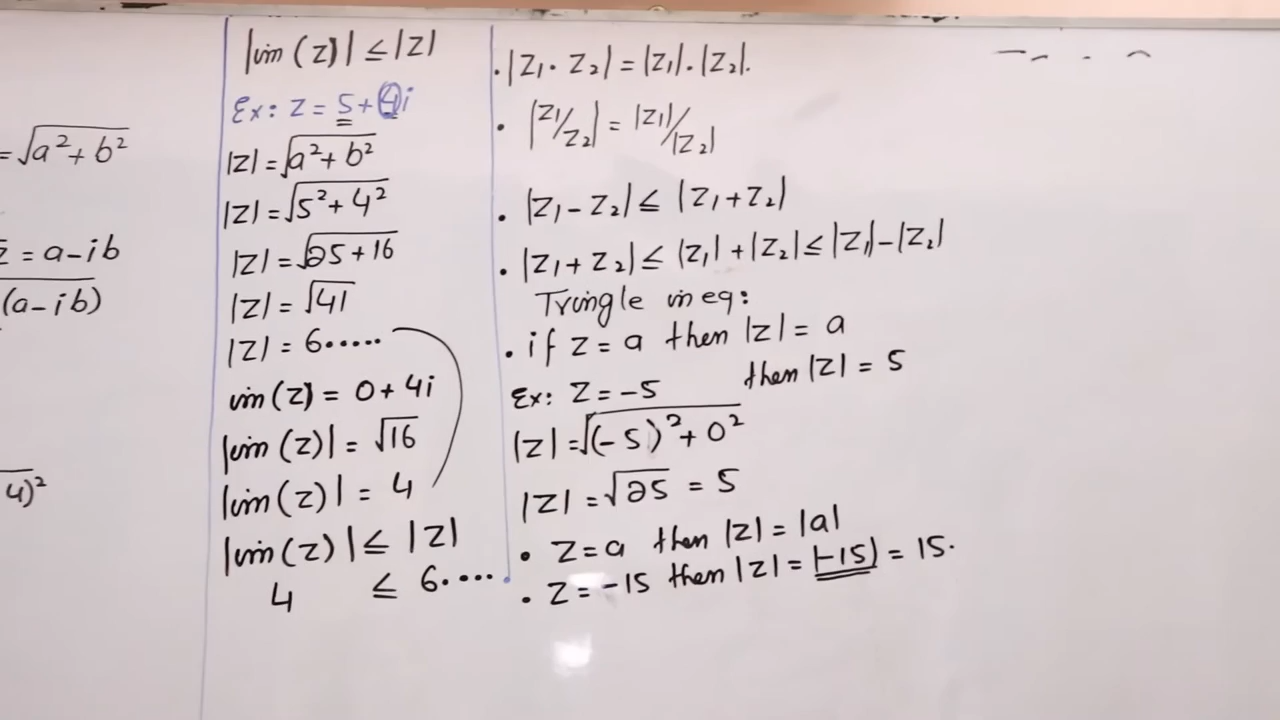 = √a² + b²
z̄ = a – ib
(a – ib)
4)²
|im (z)| ≤ |z|
Ex: z = 5 + 4i
|z| = √a² + b²
|z| = √5² + 4²
|z| = √25 + 16
|z| = √41
|z| = 6.....
im (z) = 0 + 4i
|im (z)| = √16
|im (z)| = 4
|im (z)| ≤ |z|
4 ≤ 6....
• |z₁ · z₂| = |z₁| · |z₂|.
• |z₁/z₂| = |z₁|/|z₂|
• |z₁ – z₂| ≤ |z₁ + z₂|
• |z₁ + z₂| ≤ |z₁| + |z₂| ≤ |z₁| – |z₂|
Tringle in eq:
• if z = a then |z| = a
Ex: z = –5 then |z| = 5
|z| = √(–5)² + 0²
|z| = √25 = 5
• z = a then |z| = |a|
• z = –15 then |z| = |–15| = 15.